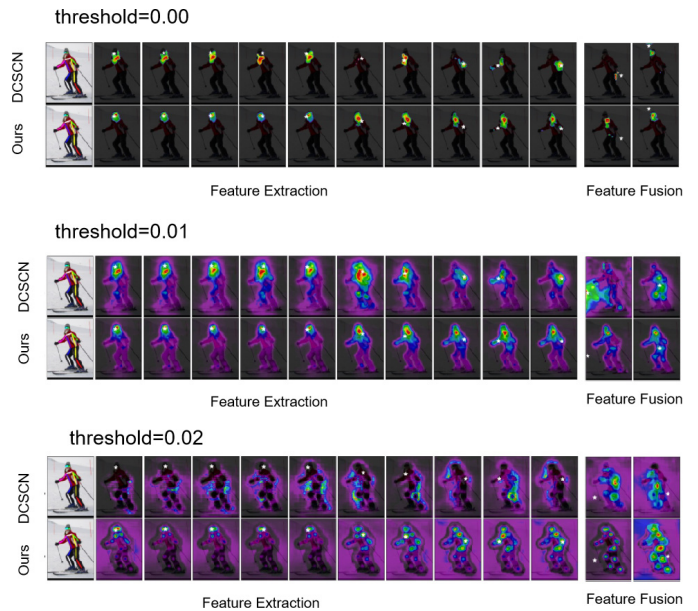 threshold=0.00
DCSCN
Ours
Feature Extraction
Feature Fusion
threshold=0.01
DCSCN
Ours
Feature Extraction
Feature Fusion
threshold=0.02
DCSCN
Ours
Feature Extraction
Feature Fusion